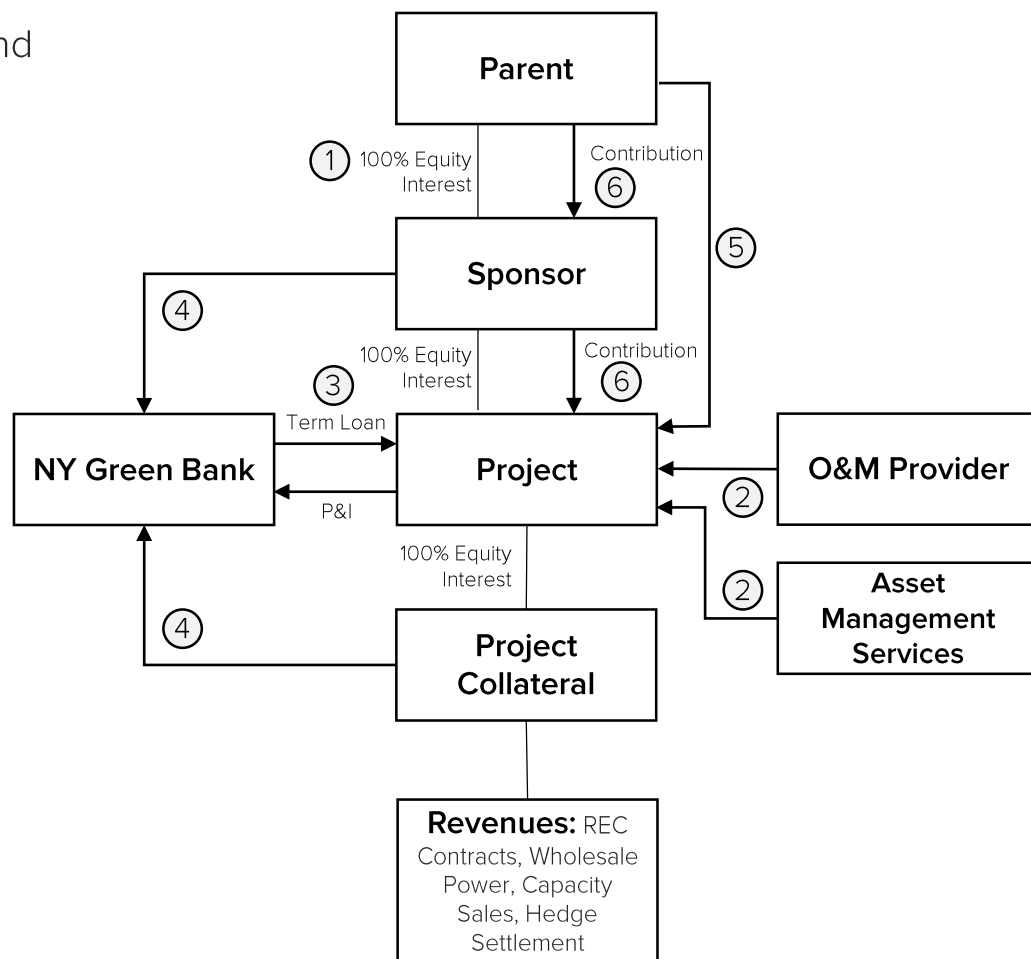 nd
Parent
1
100% Equity
Interest
Contribution
6
5
Sponsor
4
100% Equity
Interest
Contribution
6
3
Term Loan
NY Green Bank
Project
O&M Provider
P&I
2
100% Equity
Interest
2
Asset
Management
Services
4
Project
Collateral
Revenues: REC
Contracts, Wholesale
Power, Capacity
Sales, Hedge
Settlement